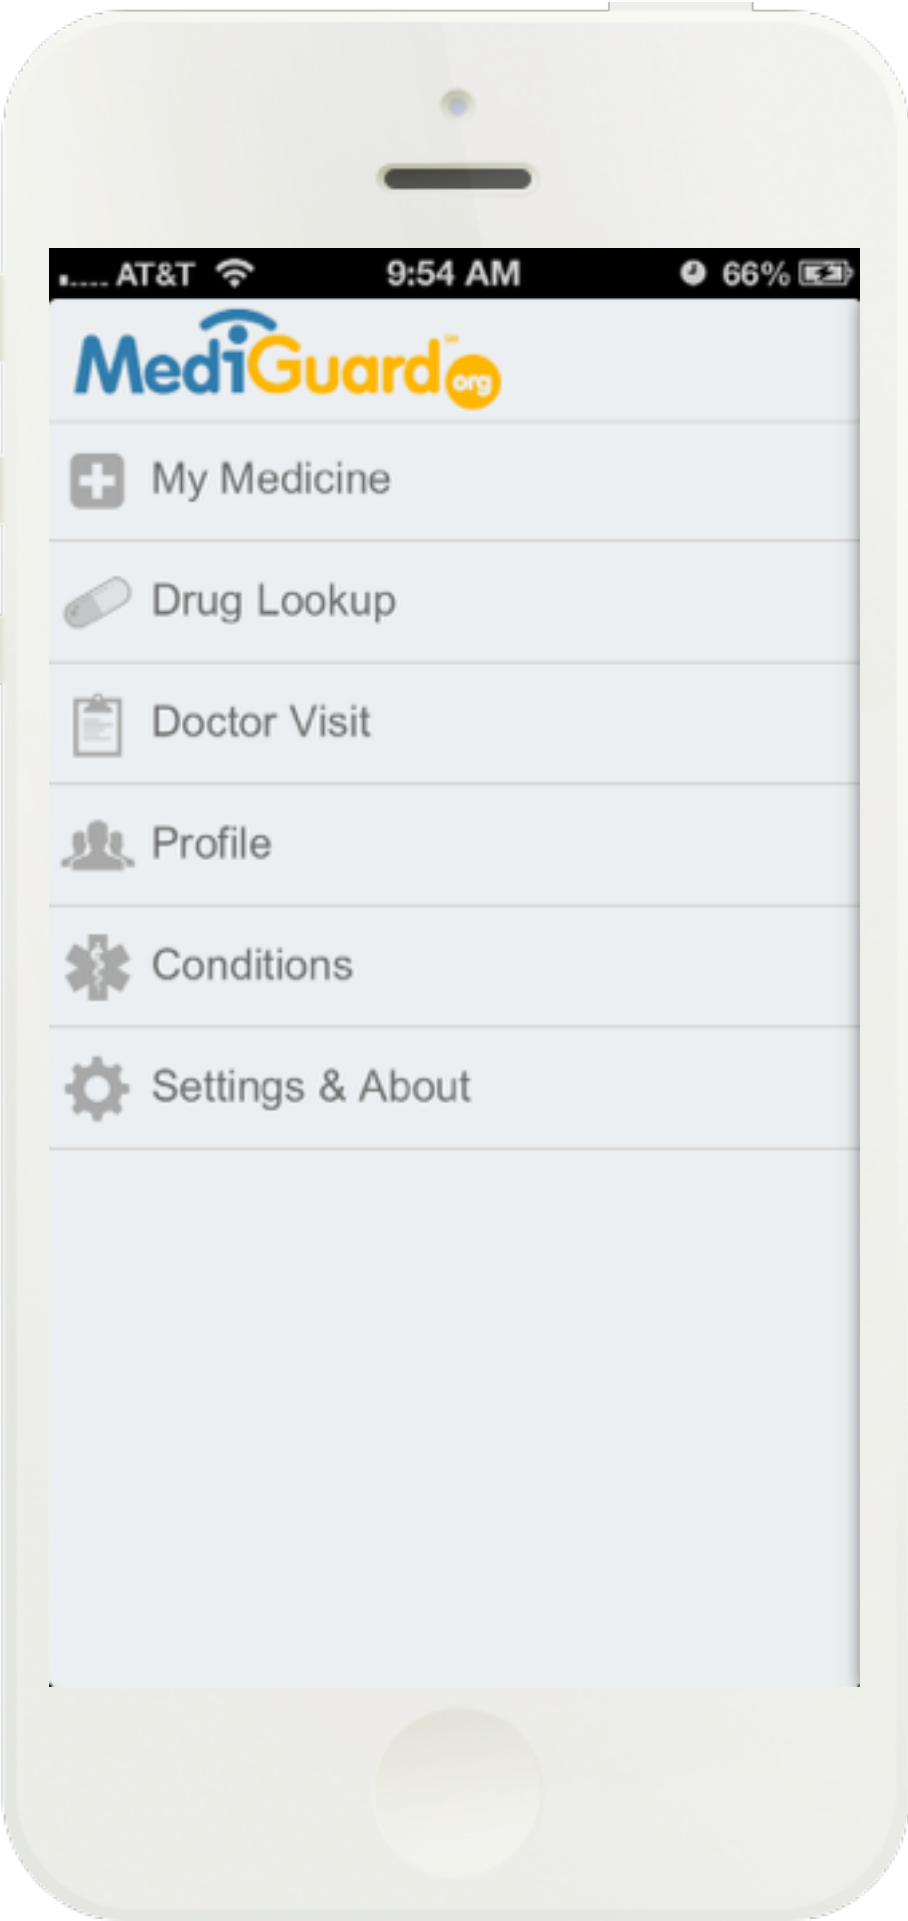 AT&T 9:54 AM 66%
MediGuard org
My Medicine
Drug Lookup
Doctor Visit
Profile
Conditions
Settings & About